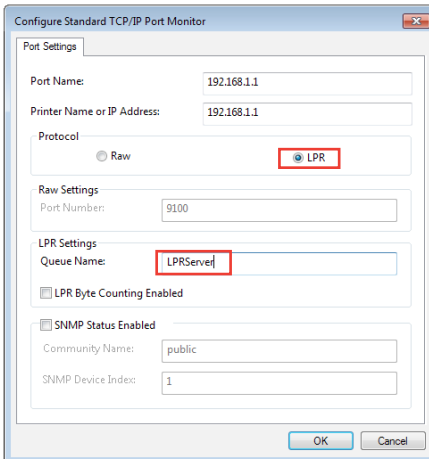 Configure Standard TCP/IP Port Monitor
Port Settings
Port Name: 192.168.1.1
Printer Name or IP Address: 192.168.1.1
Protocol
Raw LPR
Raw Settings
Port Number: 9100
LPR Settings
Queue Name: LPRServer
LPR Byte Counting Enabled
SNMP Status Enabled
Community Name: public
SNMP Device Index: 1
OK Cancel